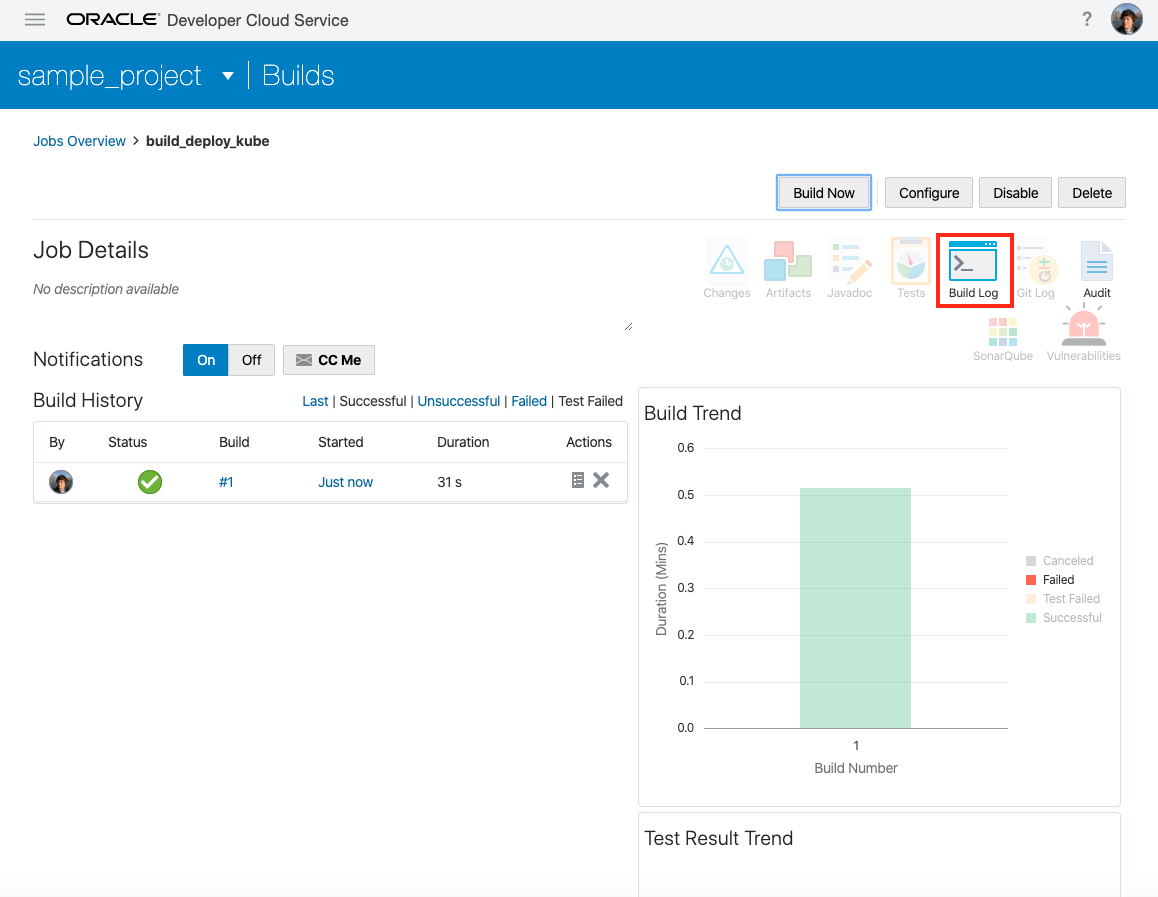 ORACLE Developer Cloud Service ?
sample_project | Builds
Jobs Overview > build_deploy_kube
Build Now Configure Disable Delete
Job Details
No description available
Changes Artifacts Javadoc Tests Build Log Git Log Audit
SonarQube Vulnerabilities
Notifications On Off CC Me
Build History Last | Successful | Unsuccessful | Failed | Test Failed
By Status Build Started Duration Actions
#1 Just now 31 s
Build Trend
0.6
0.5
0.4
0.3
0.2
0.1
0.0
Duration (Mins)
1
Build Number
Canceled
Failed
Test Failed
Successful
Test Result Trend